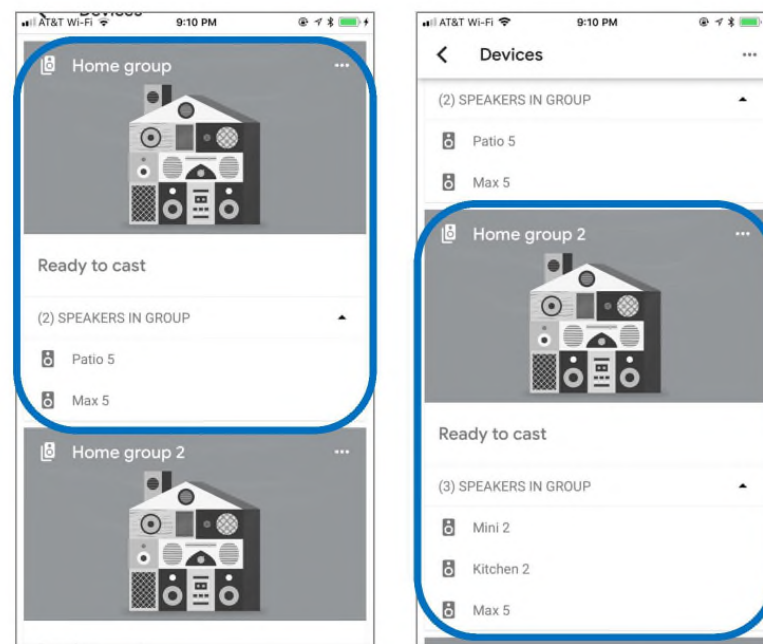 AT&T Wi-Fi 9:10 PM
Devices
Home group
Ready to cast
(2) SPEAKERS IN GROUP
Patio 5
Max 5
Home group 2
AT&T Wi-Fi 9:10 PM
Devices
(2) SPEAKERS IN GROUP
Patio 5
Max 5
Home group 2
Ready to cast
(3) SPEAKERS IN GROUP
Mini 2
Kitchen 2
Max 5